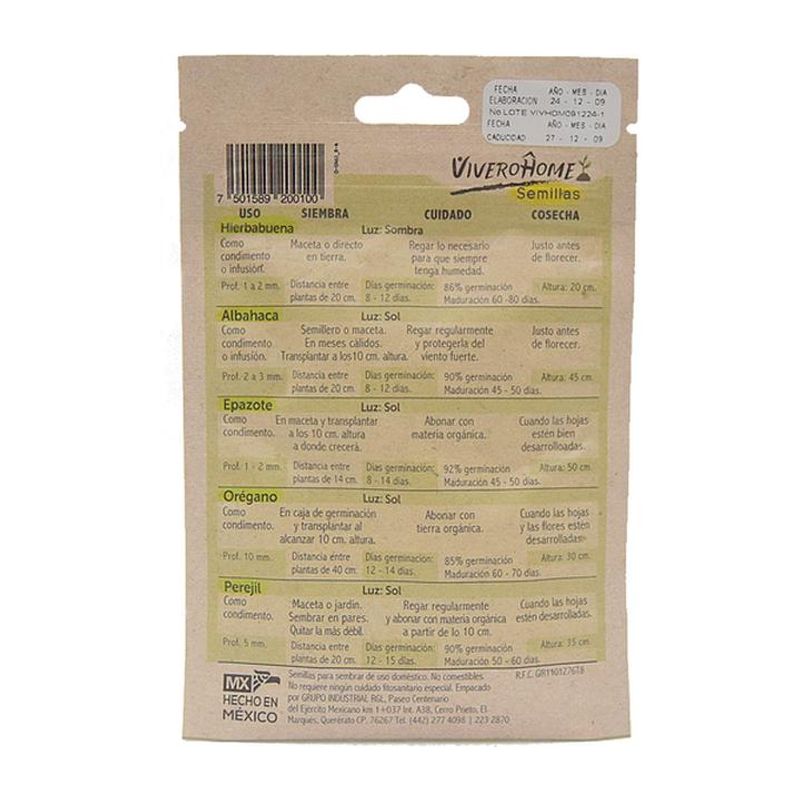 FECHA AÑO - MES - DIA
ELABORACION 24 - 12 - 09
No LOTE VIVHOM091224-1
FECHA AÑO - MES - DIA
CADUCIDAD 27 - 12 - 09
7 501589 200100
VIVEROHOME
Semillas
USO SIEMBRA CUIDADO COSECHA
Hierbabuena Luz: Sombra
Como Maceta o directo Regar lo necesario Justo antes
condimento en tierra. para que siempre de florecer.
o infusión. tenga humedad.
Prof. 1 a 2 mm. Distancia entre Días germinación: 86% germinación Altura: 20 cm.
plantas de 20 cm. 8 - 12 días. Maduración 60 -80 días.
Albahaca Luz: Sol
Como Semillero o maceta. Regar regularmente Justo antes
condimento En meses cálidos. y protegerla del de florecer.
o infusión. Transplantar a los10 cm. altura. viento fuerte.
Prof. 2 a 3 mm. Distancia entre Días germinación: 90% germinación Altura: 45 cm.
plantas de 20 cm. 8 - 12 días. Maduración 45 - 50 días.
Epazote Luz: Sol
Como En maceta y transplantar Abonar con Cuando las hojas
condimento. a los 10 cm. altura materia orgánica. estén bien
a donde crecerá. desarrolloadas.
Prof. 1 - 2 mm. Distancia entre Días germinación: 92% germinación Altura: 50 cm.
plantas de 14 cm. 8 - 14 días. Maduración 45 - 50 días.
Orégano Luz: Sol
Como En caja de germinación Abonar con Cuando las hojas
condimento. y transplantar al tierra orgánica. y las flores estén
alcanzar 10 cm. altura. desarrolladas.
Prof. 10 mm. Distancia entre Días germinación: 85% germinación Altura: 30 cm.
plantas de 40 cm. 12 - 14 días. Maduración 60 - 70 días.
Perejil Luz: Sol
Como Maceta o jardín. Regar regularmente Cuando las hojas
condimento. Sembrar en pares. y abonar con materia orgánica estén desarrolladas.
Quitar la más débil. a partir de lo 10 cm.
Prof. 5 mm. Distancia entre Días germinación: 90% germinación Altura: 35 cm.
plantas de 20 cm. 12 - 15 días. Maduración 50 - 60 días.
MX
HECHO EN
MÉXICO
Semillas para sembrar de uso doméstico. No comestibles. R.F.C. GIR1101276T8
No requiere ningún cuidado fitosanitario especial. Empacado
por GRUPO INDUSTRIAL RGL, Paseo Centenario
del Ejército Mexicano km 1+037 Int. A38, Cerro Prieto, El
Marqués, Querérato CP. 76267 Tel. (442) 277 4098 | 223 2870